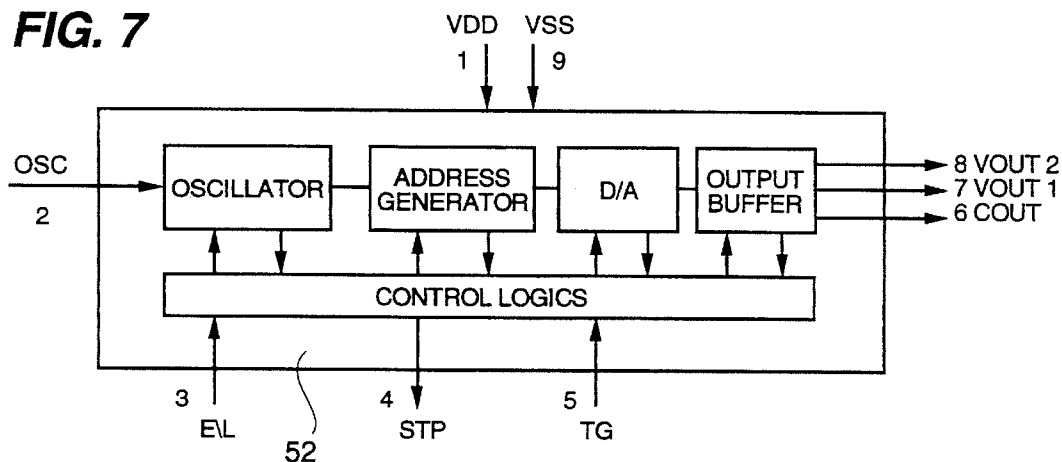 FIG. 7
VDD VSS
1 9
OSC
2
OSCILLATOR
ADDRESS
GENERATOR
D/A
OUTPUT
BUFFER
8 VOUT 2
7 VOUT 1
6 COUT
CONTROL LOGICS
3 4 5
E\L STP TG
52